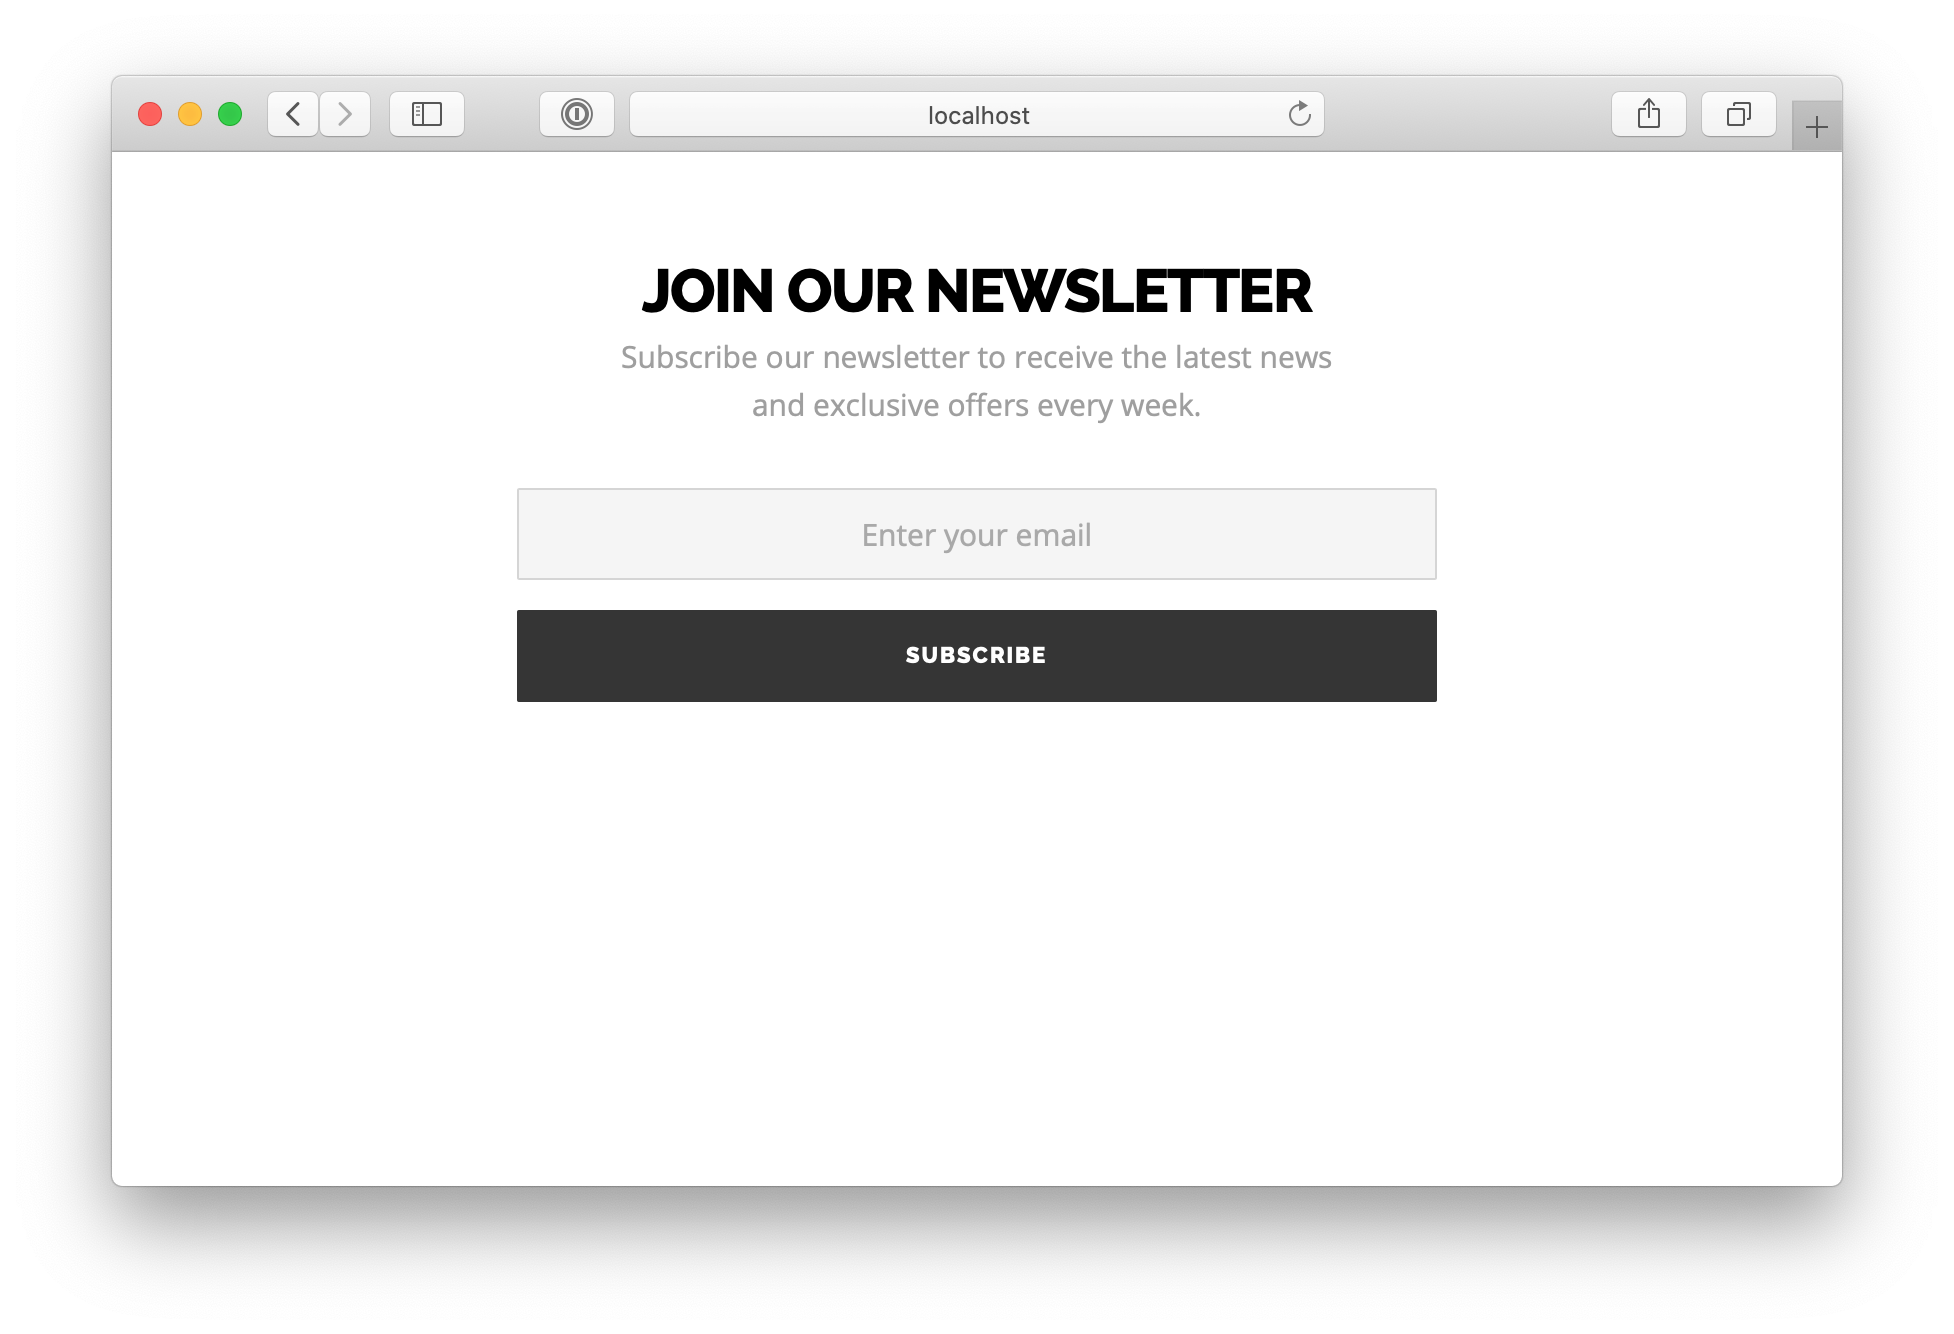 localhost
JOIN OUR NEWSLETTER
Subscribe our newsletter to receive the latest news
and exclusive offers every week.
Enter your email
SUBSCRIBE